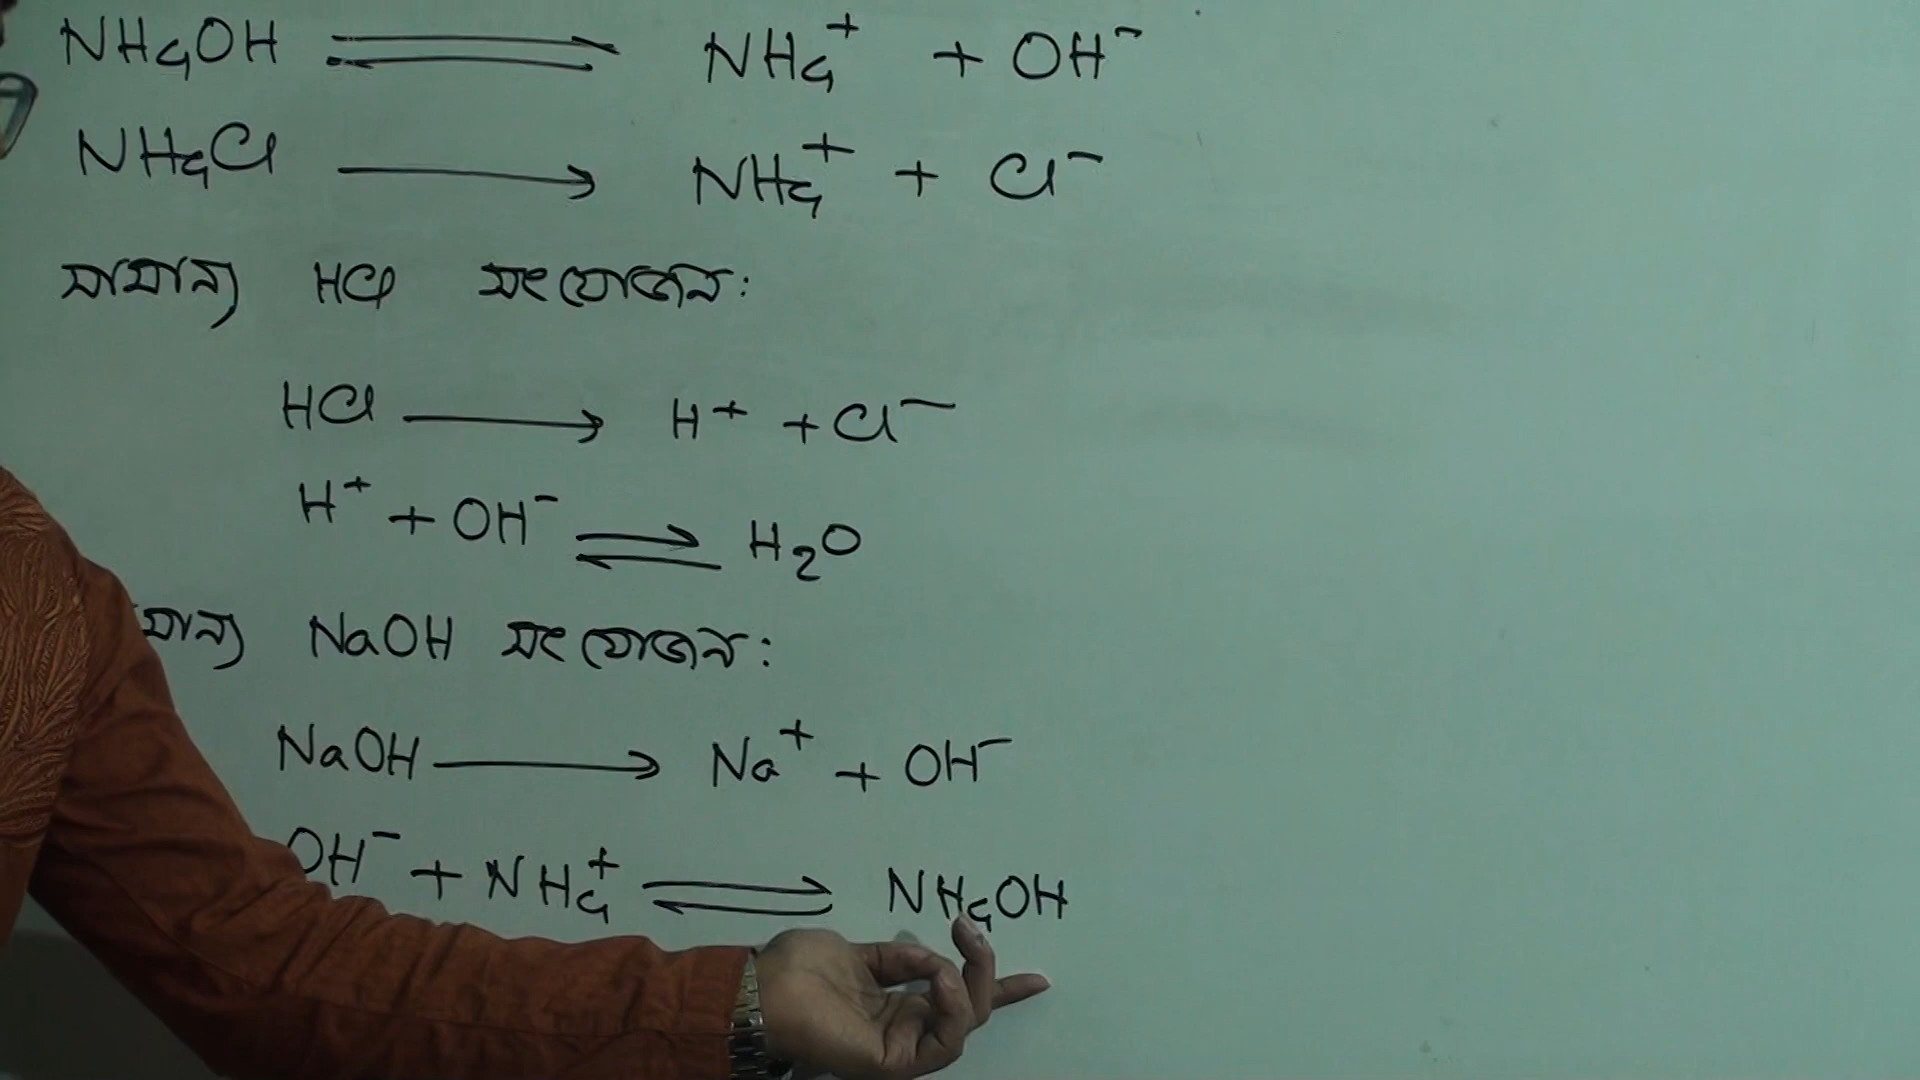 NH₄OH ⇌ NH₄⁺ + OH⁻
NH₄Cl ⟶ NH₄⁺ + Cl⁻
সামান্য HCl সংযোজন:
HCl ⟶ H⁺ + Cl⁻
H⁺ + OH⁻ ⇌ H₂O
মান্য NaOH সংযোজন:
NaOH ⟶ Na⁺ + OH⁻
OH⁻ + NH₄⁺ ⇌ NH₄OH